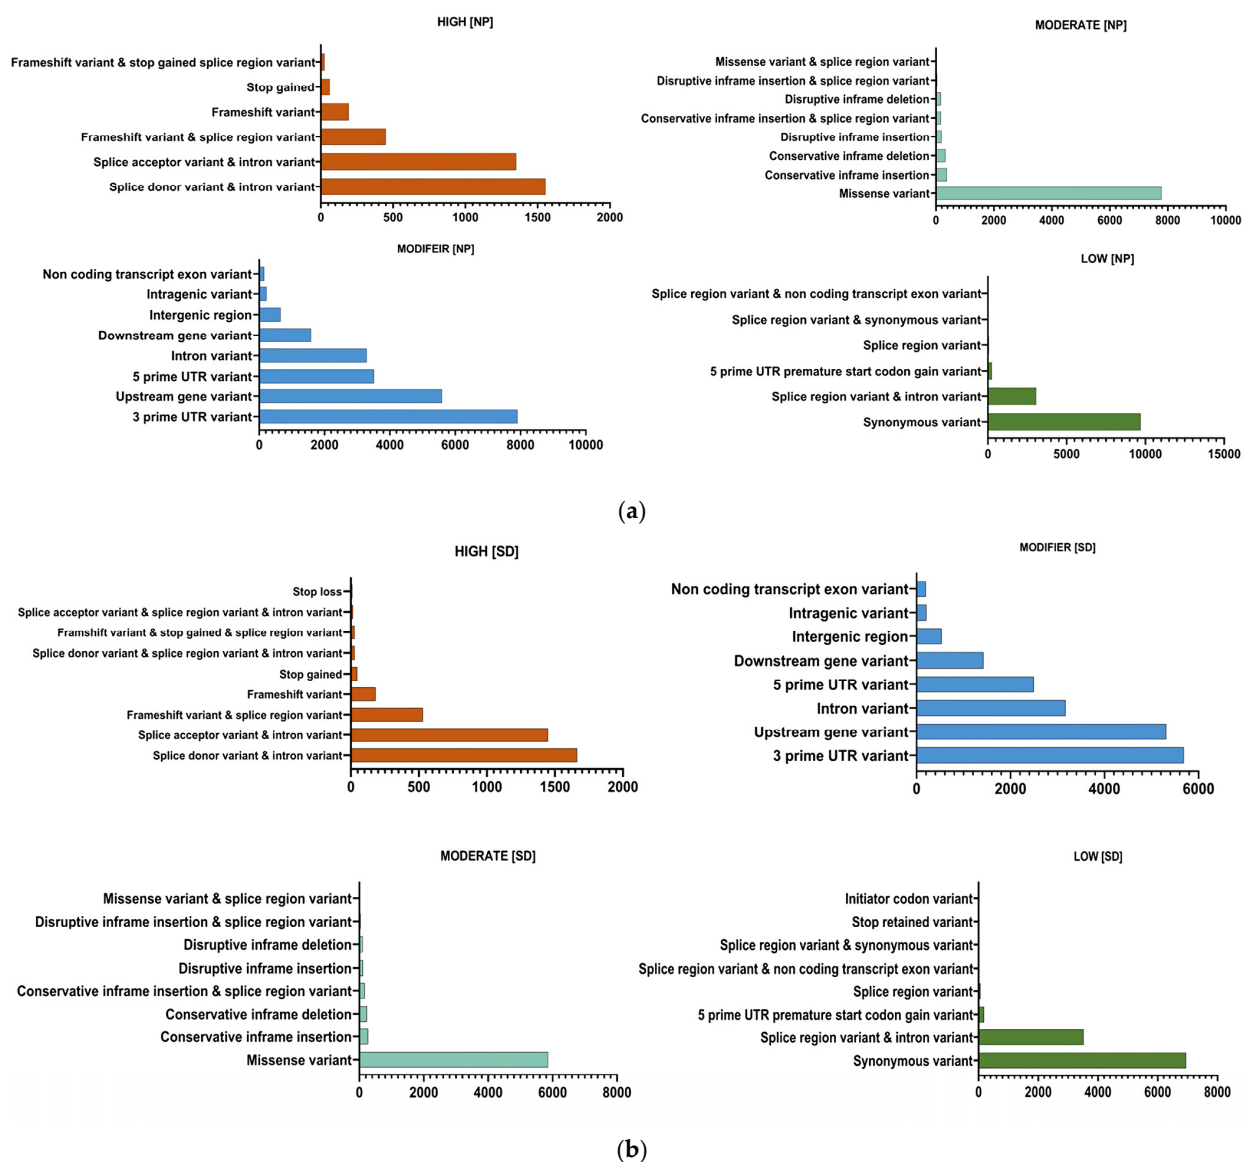 HIGH [NP]
Frameshift variant & stop gained splice region variant
Stop gained
Frameshift variant
Frameshift variant & splice region variant
Splice acceptor variant & intron variant
Splice donor variant & intron variant
0 500 1000 1500 2000
MODERATE [NP]
Missense variant & splice region variant
Disruptive inframe insertion & splice region variant
Disruptive inframe deletion
Conservative inframe insertion & splice region variant
Disruptive inframe insertion
Conservative inframe deletion
Conservative inframe insertion
Missense variant
0 2000 4000 6000 8000 10000
MODIFEIR [NP]
Non coding transcript exon variant
Intragenic variant
Intergenic region
Downstream gene variant
Intron variant
5 prime UTR variant
Upstream gene variant
3 prime UTR variant
0 2000 4000 6000 8000 10000
LOW [NP]
Splice region variant & non coding transcript exon variant
Splice region variant & synonymous variant
Splice region variant
5 prime UTR premature start codon gain variant
Splice region variant & intron variant
Synonymous variant
0 5000 10000 15000
(a)
HIGH [SD]
Stop loss
Splice acceptor variant & splice region variant & intron variant
Framshift variant & stop gained & splice region variant
Splice donor variant & splice region variant & intron variant
Stop gained
Frameshift variant
Frameshift variant & splice region variant
Splice acceptor variant & intron variant
Splice donor variant & intron variant
0 500 1000 1500 2000
MODIFIER [SD]
Non coding transcript exon variant
Intragenic variant
Intergenic region
Downstream gene variant
5 prime UTR variant
Intron variant
Upstream gene variant
3 prime UTR variant
0 2000 4000 6000
MODERATE [SD]
Missense variant & splice region variant
Disruptive inframe insertion & splice region variant
Disruptive inframe deletion
Disruptive inframe insertion
Conservative inframe insertion & splice region variant
Conservative inframe deletion
Conservative inframe insertion
Missense variant
0 2000 4000 6000 8000
LOW [SD]
Initiator codon variant
Stop retained variant
Splice region variant & synonymous variant
Splice region variant & non coding transcript exon variant
Splice region variant
5 prime UTR premature start codon gain variant
Splice region variant & intron variant
Synonymous variant
0 2000 4000 6000 8000
(b)